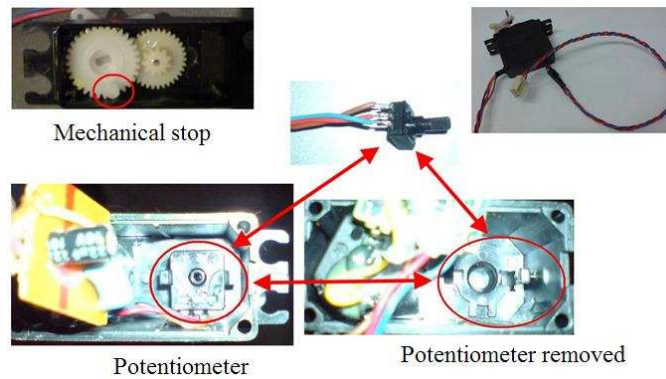 Mechanical stop
Potentiometer
Potentiometer removed